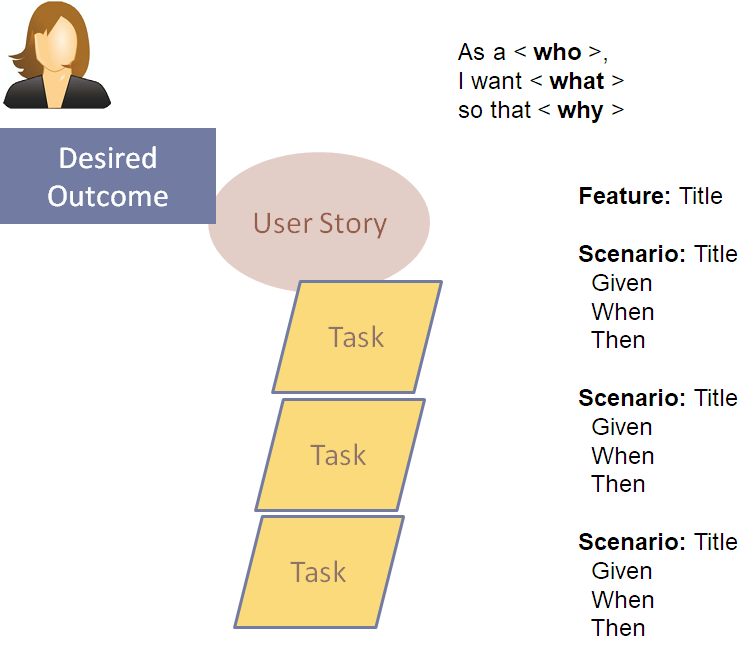 As a < who >,
I want < what >
so that < why >
Desired
Outcome
User Story
Task
Task
Task
Feature: Title
Scenario: Title
Given
When
Then
Scenario: Title
Given
When
Then
Scenario: Title
Given
When
Then